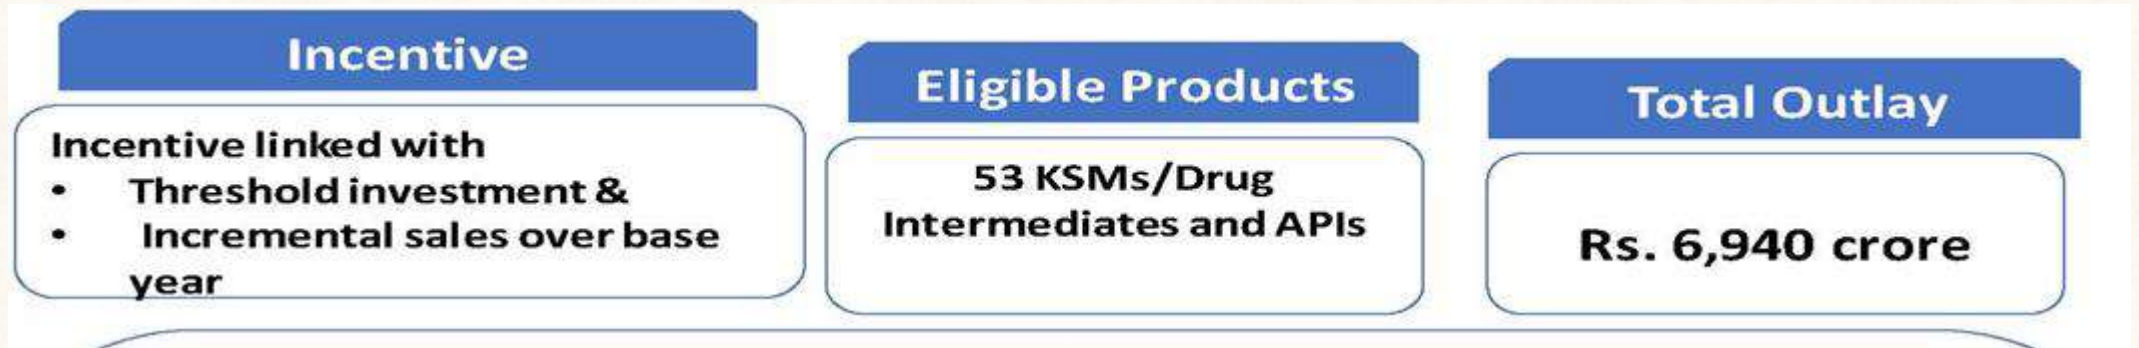 Incentive
Incentive linked with
• Threshold investment &
• Incremental sales over base
year
Eligible Products
53 KSMs/Drug
Intermediates and APIs
Total Outlay
Rs. 6,940 crore